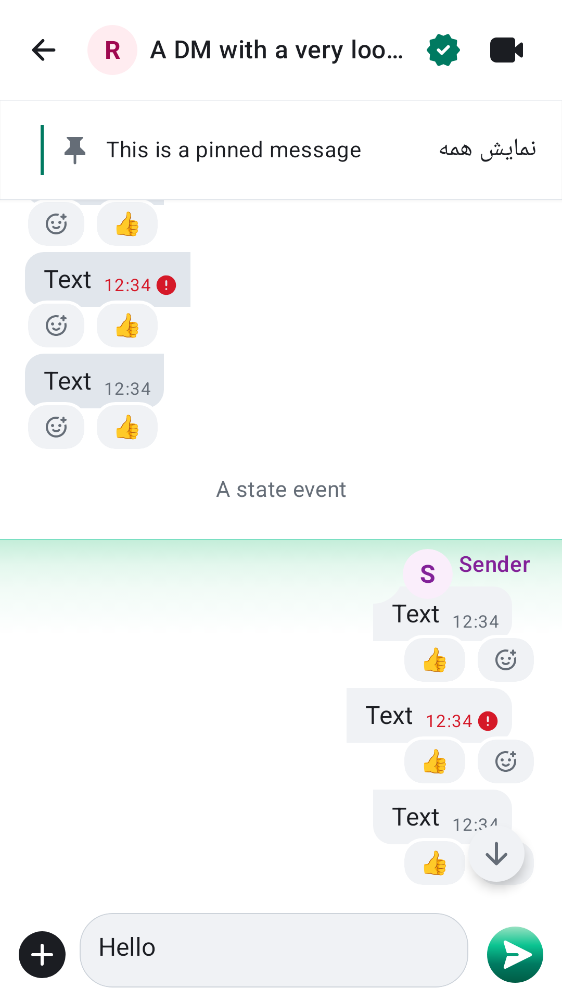 R
A DM with a very loo...
This is a pinned message
نمایش همه
👍
Text 12:34
👍
Text 12:34
👍
A state event
S
Sender
Text 12:34
👍
Text 12:34
👍
Text 12:34
👍
Hello